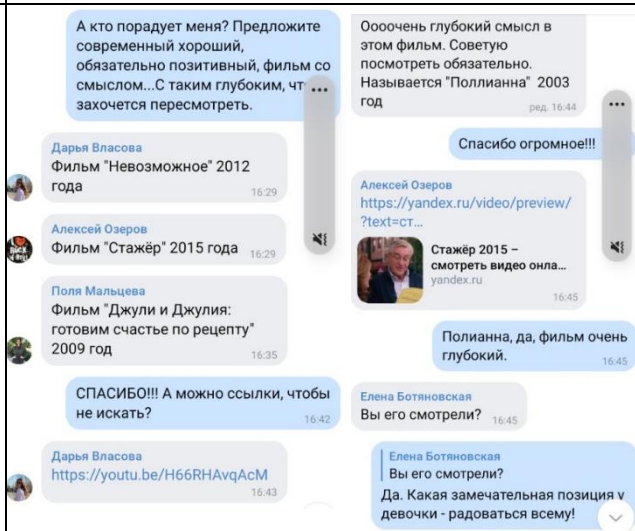 А кто порадует меня? Предложите
современный хороший,
обязательно позитивный, фильм со
смыслом...С таким глубоким,
захочется пересмотреть.
Дарья Власова
Фильм "Невозможное" 2012
года
16:29
Алексей Озеров
Фильм "Стажёр" 2015 года
16:29
Поля Мальцева
Фильм "Джули и Джулия:
готовим счастье по рецепту"
2009 год
16:35
СПАСИБО!!! А можно ссылки, чтобы
не искать?
16:42
Дарья Власова
https://youtu.be/H66RHAvqAcM
16:43
Оооочень глубокий смысл в
этом фильм. Советую
посмотреть обязательно.
Называется "Поллианна" 2003
год
ред. 16:44
Спасибо огромное!!!
Алексей Озеров
https://yandex.ru/video/preview/
?text=ст...
Стажёр 2015 –
смотреть видео онла...
yandex.ru
16:45
Полианна, да, фильм очень
глубокий.
16:45
Елена Ботяновская
Вы его смотрели?
16:45
Елена Ботяновская
Вы его смотрели?
Да. Какая замечательная позиция у
девочки - радоваться всему!